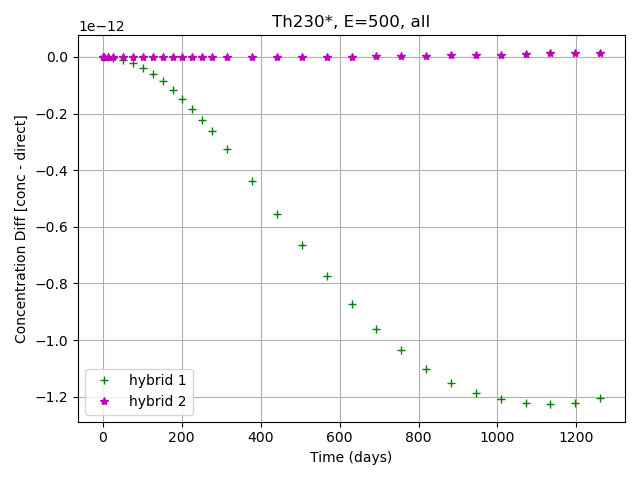 Th230*, E=500, all
1e−12
0.0
−0.2
−0.4
−0.6
−0.8
−1.0
−1.2
Concentration Diff [conc - direct]
hybrid 1
hybrid 2
0 200 400 600 800 1000 1200
Time (days)